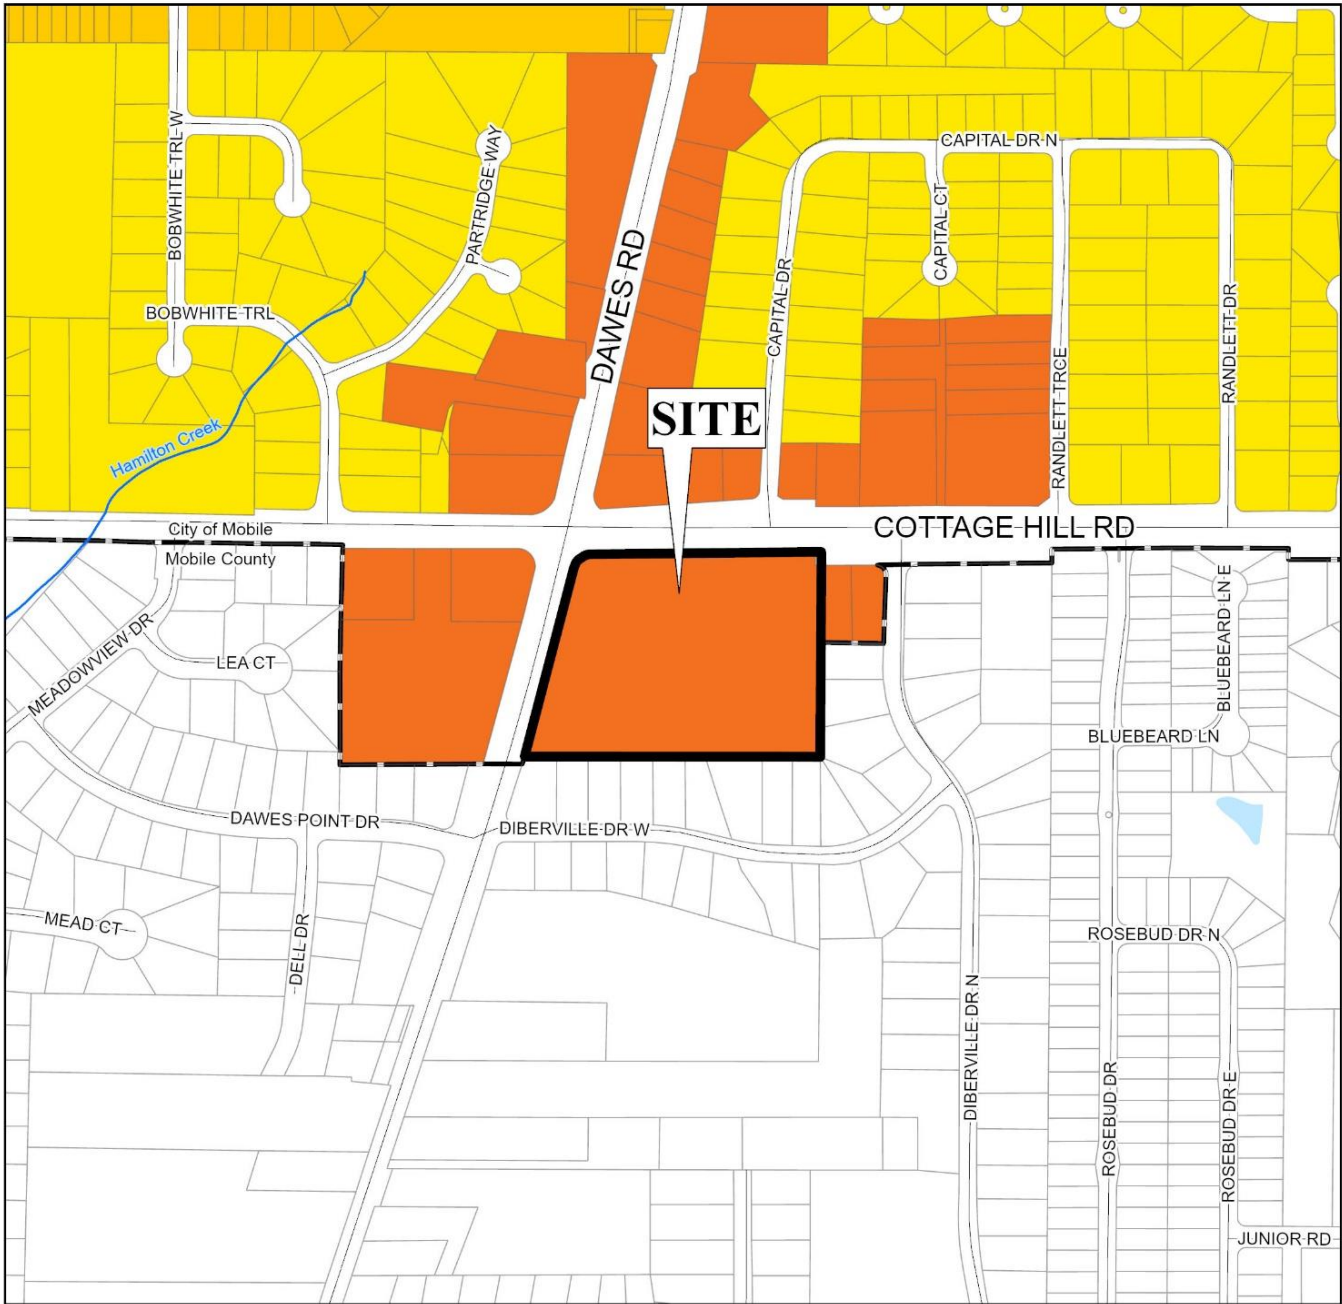 CAPITAL DR N
BOBWHITE TRL W
PARTRIDGE WAY
CAPITAL CT
DAWES RD
CAPITAL DR
RANDLETT DR
BOBWHITE TRL
RANDLETT TRCE
SITE
Hamilton Creek
City of Mobile
COTTAGE HILL RD
Mobile County
MEADOWVIEW DR
LEA CT
BLUEBEARD LN E
BLUEBEARD LN
DAWES POINT DR
DIBERVILLE DR W
MEAD CT
DELL DR
ROSEBUD DR N
DIBERVILLE DR N
ROSEBUD DR
ROSEBUD DR E
JUNIOR RD